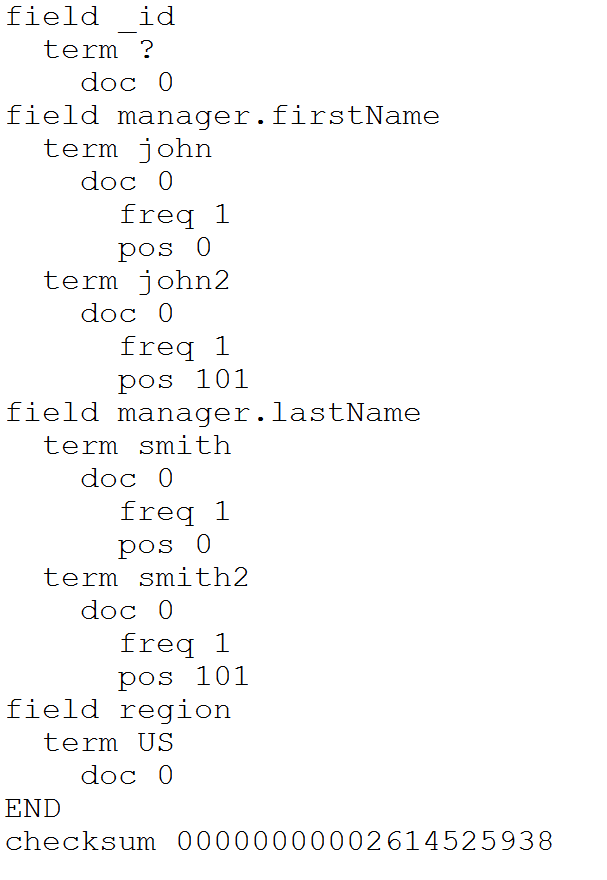 field _id
  term ?
    doc 0
field manager.firstName
  term john
    doc 0
      freq 1
      pos 0
  term john2
    doc 0
      freq 1
      pos 101
field manager.lastName
  term smith
    doc 0
      freq 1
      pos 0
  term smith2
    doc 0
      freq 1
      pos 101
field region
  term US
    doc 0
END
checksum 00000000002614525938